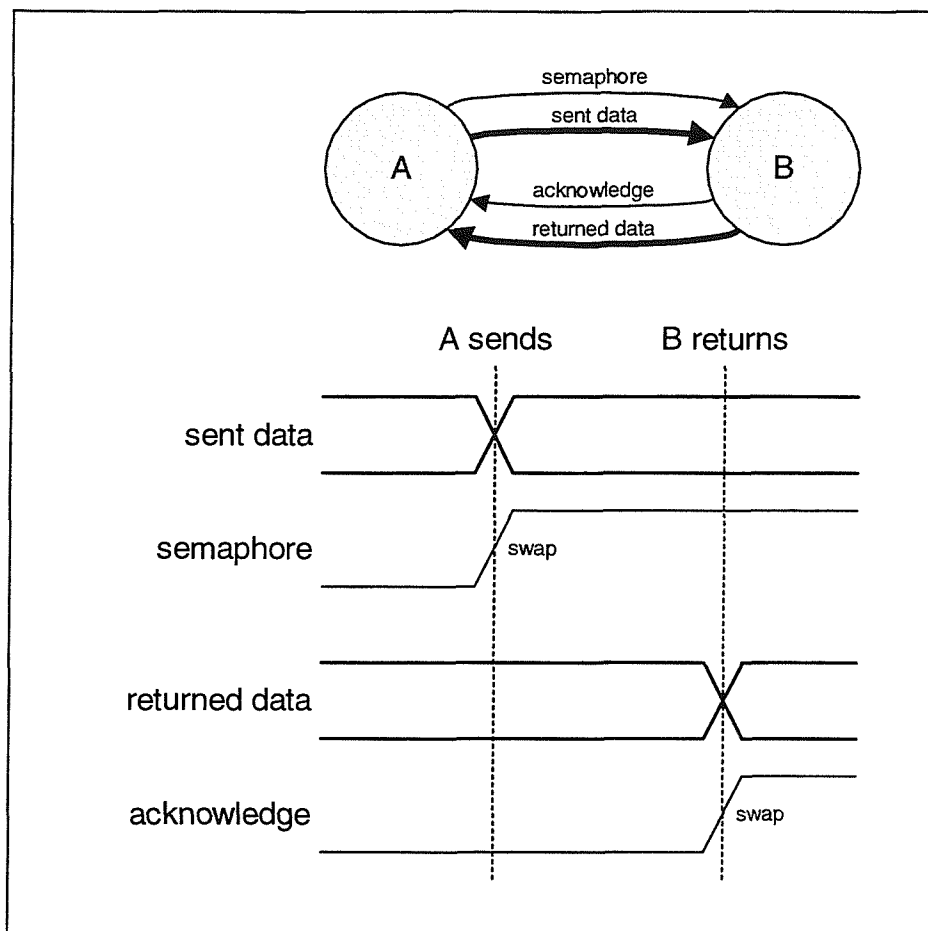 semaphore
sent data
A
B
acknowledge
returned data
A sends
B returns
sent data
semaphore
swap
returned data
acknowledge
swap